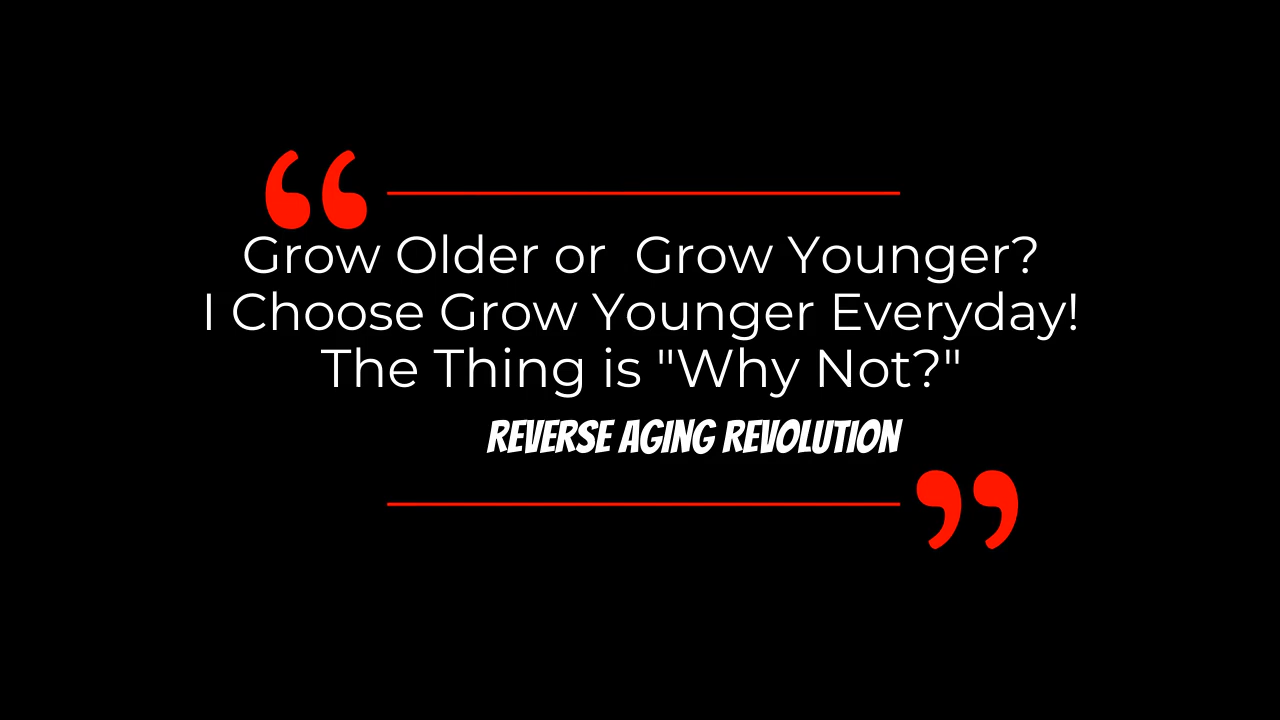 Grow Older or  Grow Younger?
I Choose Grow Younger Everyday!
The Thing is "Why Not?"
REVERSE AGING REVOLUTION